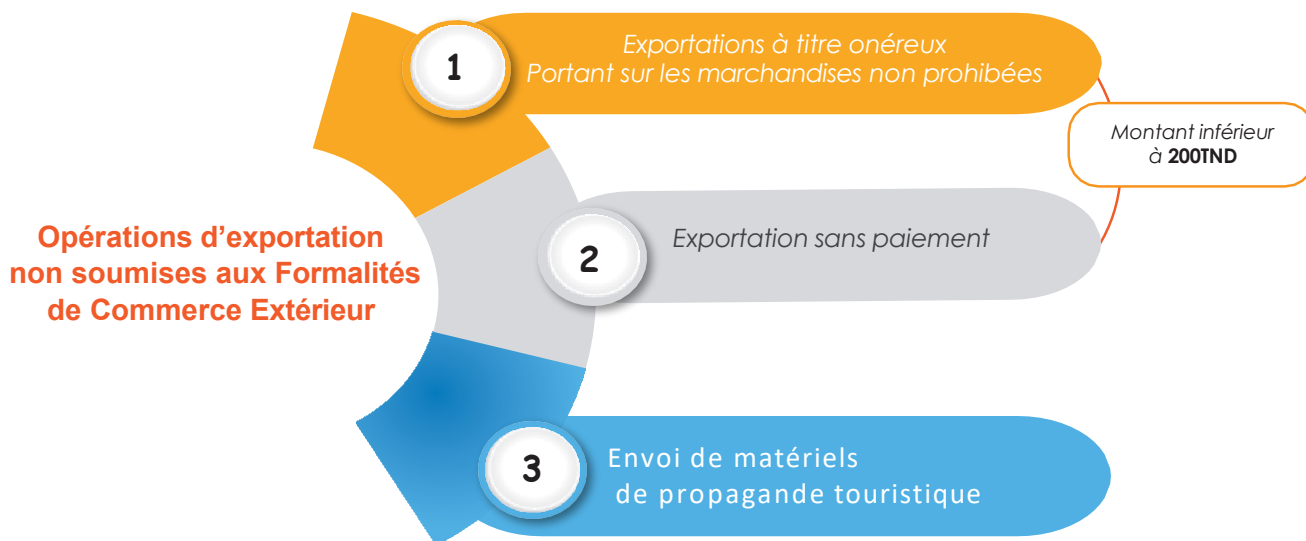 Opérations d’exportation
non soumises aux Formalités
de Commerce Extérieur
1
Exportations à titre onéreux
Portant sur les marchandises non prohibées
Montant inférieur
à 200TND
2
Exportation sans paiement
3
Envoi de matériels
de propagande touristique